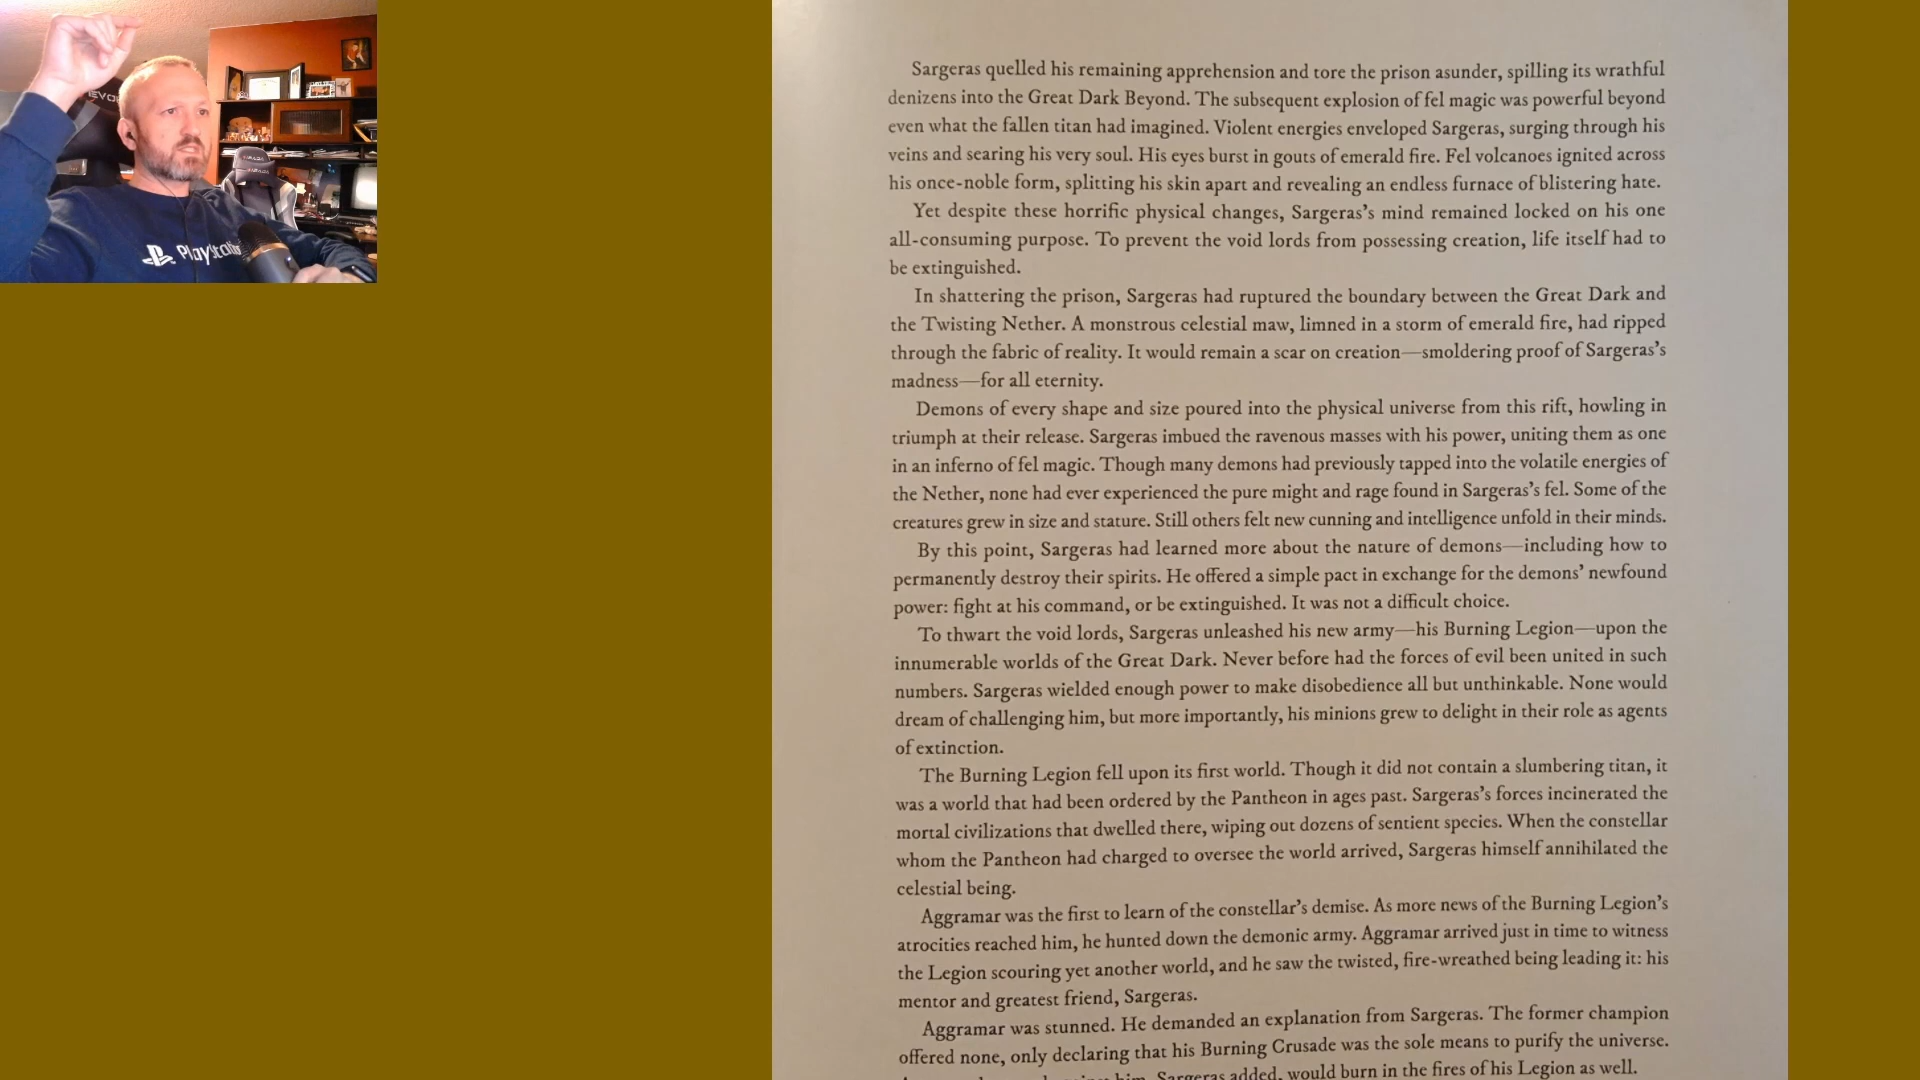 EVO
PlayStati
Sargeras quelled his remaining apprehension and tore the prison asunder, spilling its wrathful
denizens into the Great Dark Beyond. The subsequent explosion of fel magic was powerful beyond
even what the fallen titan had imagined. Violent energies enveloped Sargeras, surging through his
veins and searing his very soul. His eyes burst in gouts of emerald fire. Fel volcanoes ignited across
his once-noble form, splitting his skin apart and revealing an endless furnace of blistering hate.
Yet despite these horrific physical changes, Sargeras's mind remained locked on his one
all-consuming purpose. To prevent the void lords from possessing creation, life itself had to
be extinguished.
In shattering the prison, Sargeras had ruptured the boundary between the Great Dark and
the Twisting Nether. A monstrous celestial maw, limned in a storm of emerald fire, had ripped
through the fabric of reality. It would remain a scar on creation—smoldering proof of Sargeras's
madness—for all eternity.
Demons of every shape and size poured into the physical universe from this rift, howling in
triumph at their release. Sargeras imbued the ravenous masses with his power, uniting them as one
in an inferno of fel magic. Though many demons had previously tapped into the volatile energies of
the Nether, none had ever experienced the pure might and rage found in Sargeras's fel. Some of the
creatures grew in size and stature. Still others felt new cunning and intelligence unfold in their minds.
By this point, Sargeras had learned more about the nature of demons—including how to
permanently destroy their spirits. He offered a simple pact in exchange for the demons' newfound
power: fight at his command, or be extinguished. It was not a difficult choice.
To thwart the void lords, Sargeras unleashed his new army—his Burning Legion—upon the
innumerable worlds of the Great Dark. Never before had the forces of evil been united in such
numbers. Sargeras wielded enough power to make disobedience all but unthinkable. None would
dream of challenging him, but more importantly, his minions grew to delight in their role as agents
of extinction.
The Burning Legion fell upon its first world. Though it did not contain a slumbering titan, it
was a world that had been ordered by the Pantheon in ages past. Sargeras's forces incinerated the
mortal civilizations that dwelled there, wiping out dozens of sentient species. When the constellar
whom the Pantheon had charged to oversee the world arrived, Sargeras himself annihilated the
celestial being.
Aggramar was the first to learn of the constellar's demise. As more news of the Burning Legion's
atrocities reached him, he hunted down the demonic army. Aggramar arrived just in time to witness
the Legion scouring yet another world, and he saw the twisted, fire-wreathed being leading it: his
mentor and greatest friend, Sargeras.
Aggramar was stunned. He demanded an explanation from Sargeras. The former champion
offered none, only declaring that his Burning Crusade was the sole means to purify the universe.
him, Sargeras added, would burn in the fires of his Legion as well.